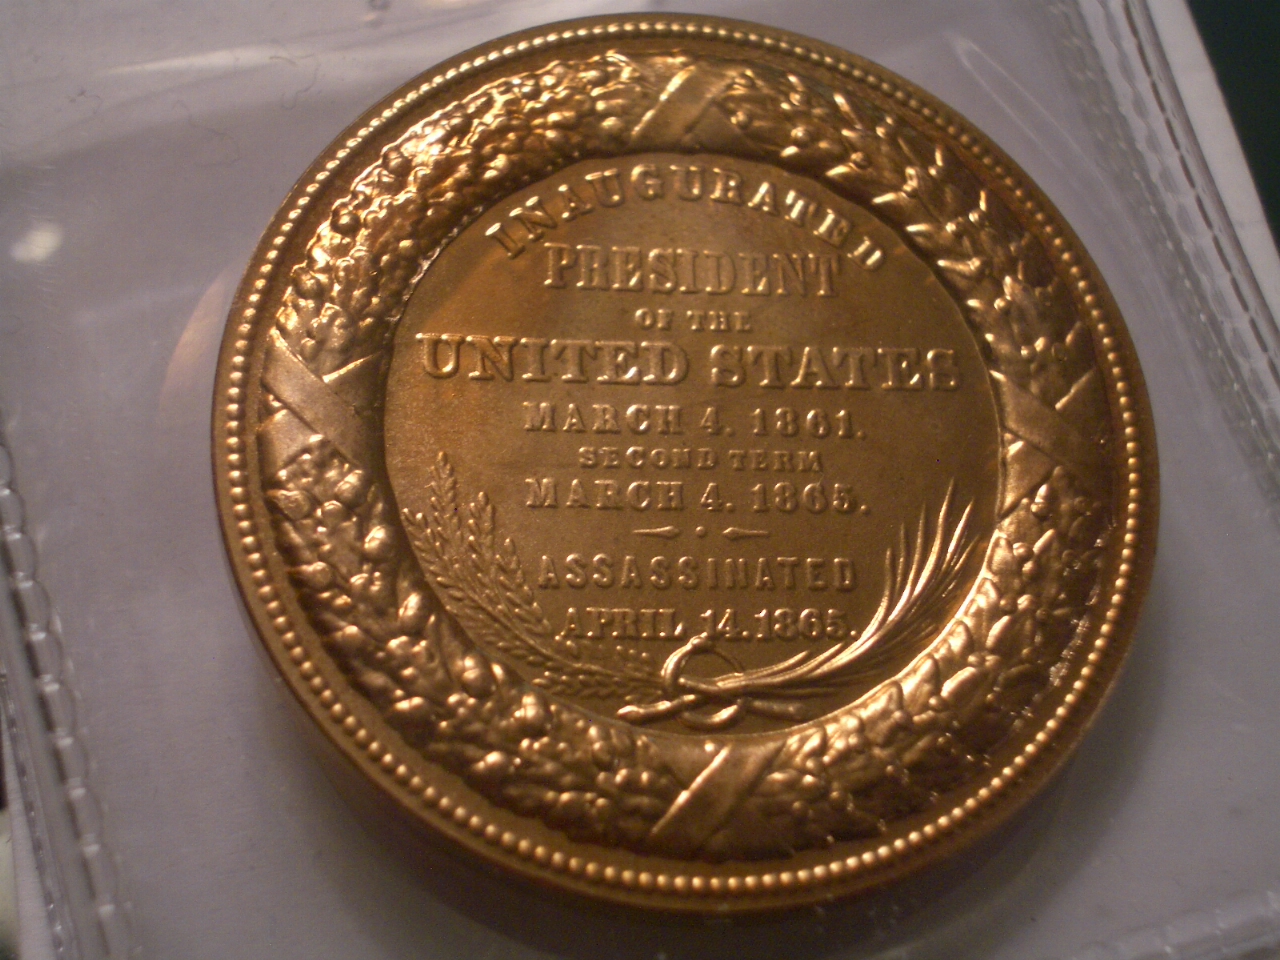 INAUGURATED
PRESIDENT
OF THE
UNITED STATES
MARCH 4. 1861.
SECOND TERM
MARCH 4. 1865.
ASSASSINATED
APRIL 14.1865.